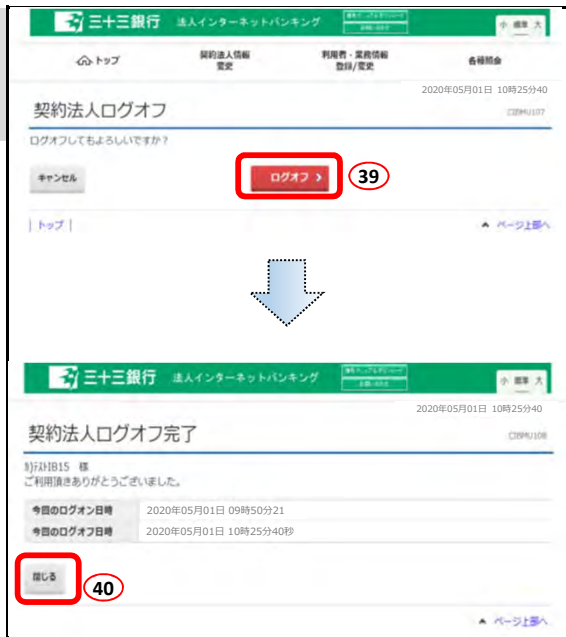 三十三銀行 法人インターネットバンキング
小 標準 大
トップ
契約法人情報
変更
利用者・業務情報
登録/変更
各種照会
2020年05月01日 10時25分40
契約法人ログオフ
CIBMU107
ログオフしてもよろしいですか?
キャンセル
ログオフ
39
| トップ |
ページ上部へ
三十三銀行 法人インターネットバンキング
小 標準 大
2020年05月01日 10時25分40
契約法人ログオフ完了
CIBMU108
カ)テストIB15 様
ご利用頂きありがとうございました。
今回のログオン日時 2020年05月01日 09時50分21
今回のログオフ日時 2020年05月01日 10時25分40秒
閉じる
40
ページ上部へ